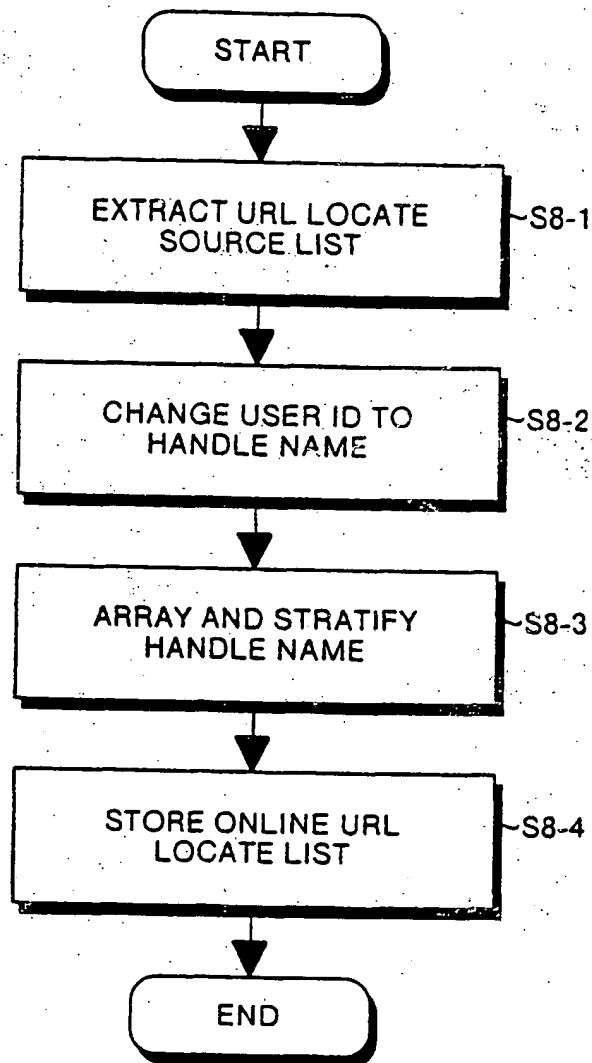 START
EXTRACT URL LOCATE
SOURCE LIST
S8-1
CHANGE USER ID TO
HANDLE NAME
S8-2
ARRAY AND STRATIFY
HANDLE NAME
S8-3
STORE ONLINE URL
LOCATE LIST
S8-4
END